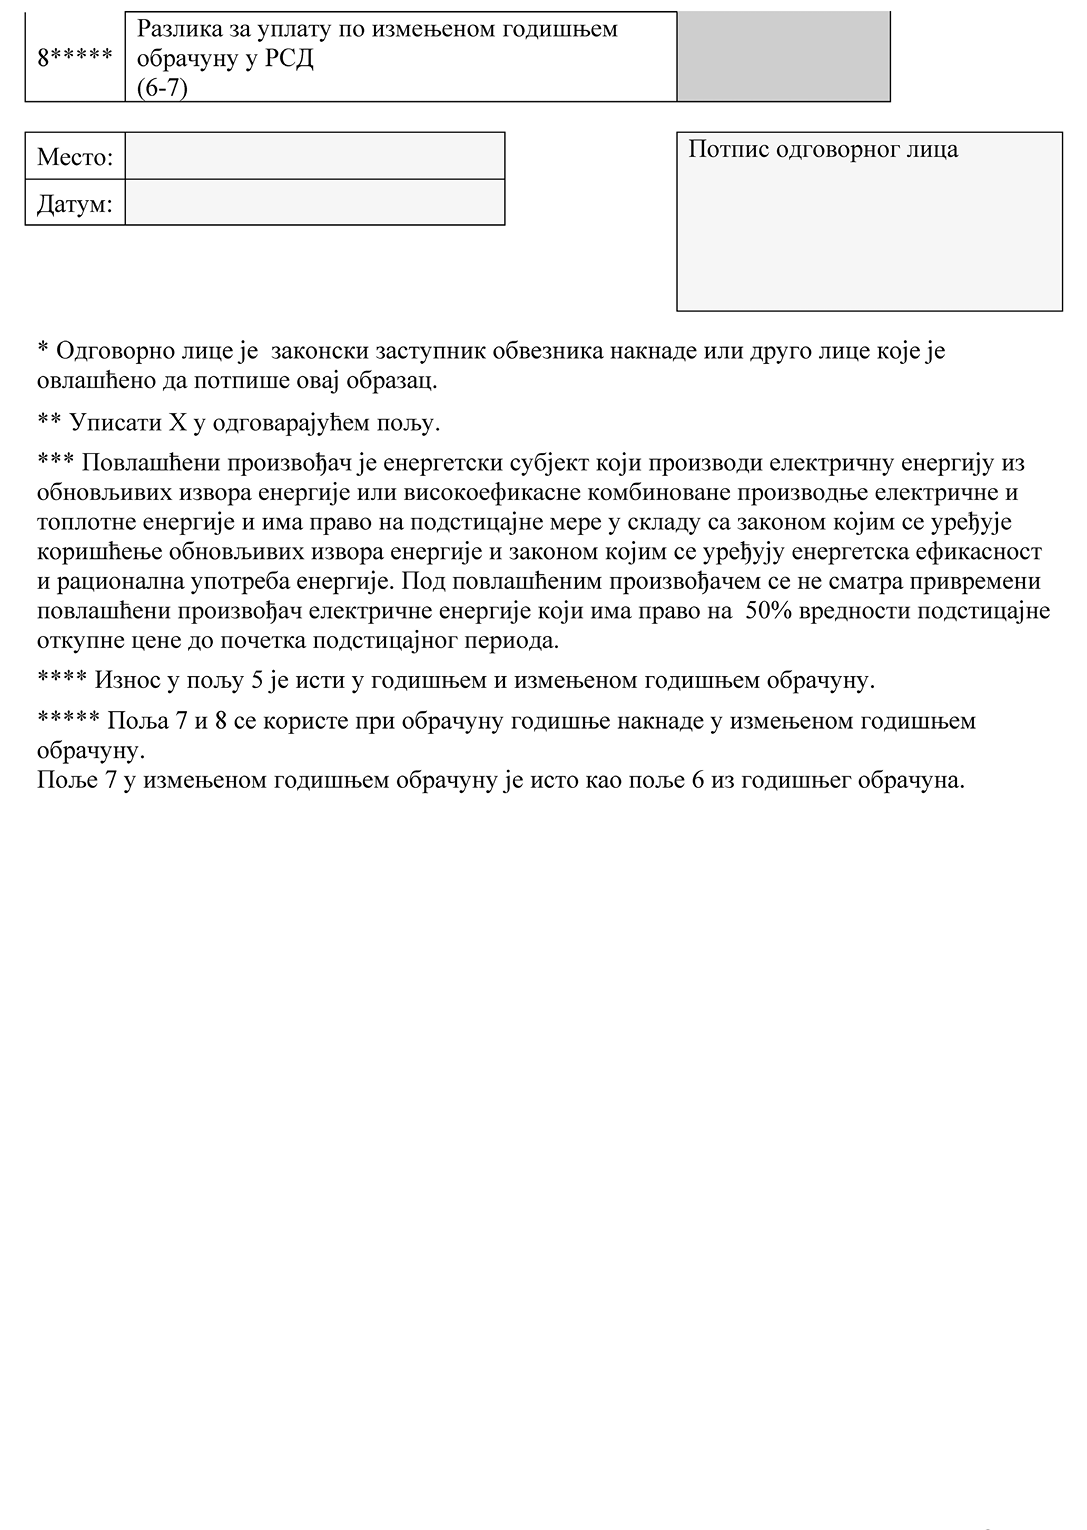 8*****
Разлика за уплату по измењеном годишњем
обрачуну у РСД
(6-7)
Место:
Датум:
Потпис одговорног лица
* Одговорно лице је  законски заступник обвезника накнаде или друго лице које је
овлашћено да потпише овај образац.
** Уписати X у одговарајућем пољу.
*** Повлашћени произвођач је енергетски субјект који производи електричну енергију из
обновљивих извора енергије или високоефикасне комбиноване производње електричне и
топлотне енергије и има право на подстицајне мере у складу са законом којим се уређује
коришћење обновљивих извора енергије и законом којим се уређују енергетска ефикасност
и рационална употреба енергије. Под повлашћеним произвођачем се не сматра привремени
повлашћени произвођач електричне енергије који има право на  50% вредности подстицајне
откупне цене до почетка подстицајног периода.
**** Износ у пољу 5 је исти у годишњем и измењеном годишњем обрачуну.
***** Поља 7 и 8 се користе при обрачуну годишње накнаде у измењеном годишњем
обрачуну.
Поље 7 у измењеном годишњем обрачуну је исто као поље 6 из годишњег обрачуна.